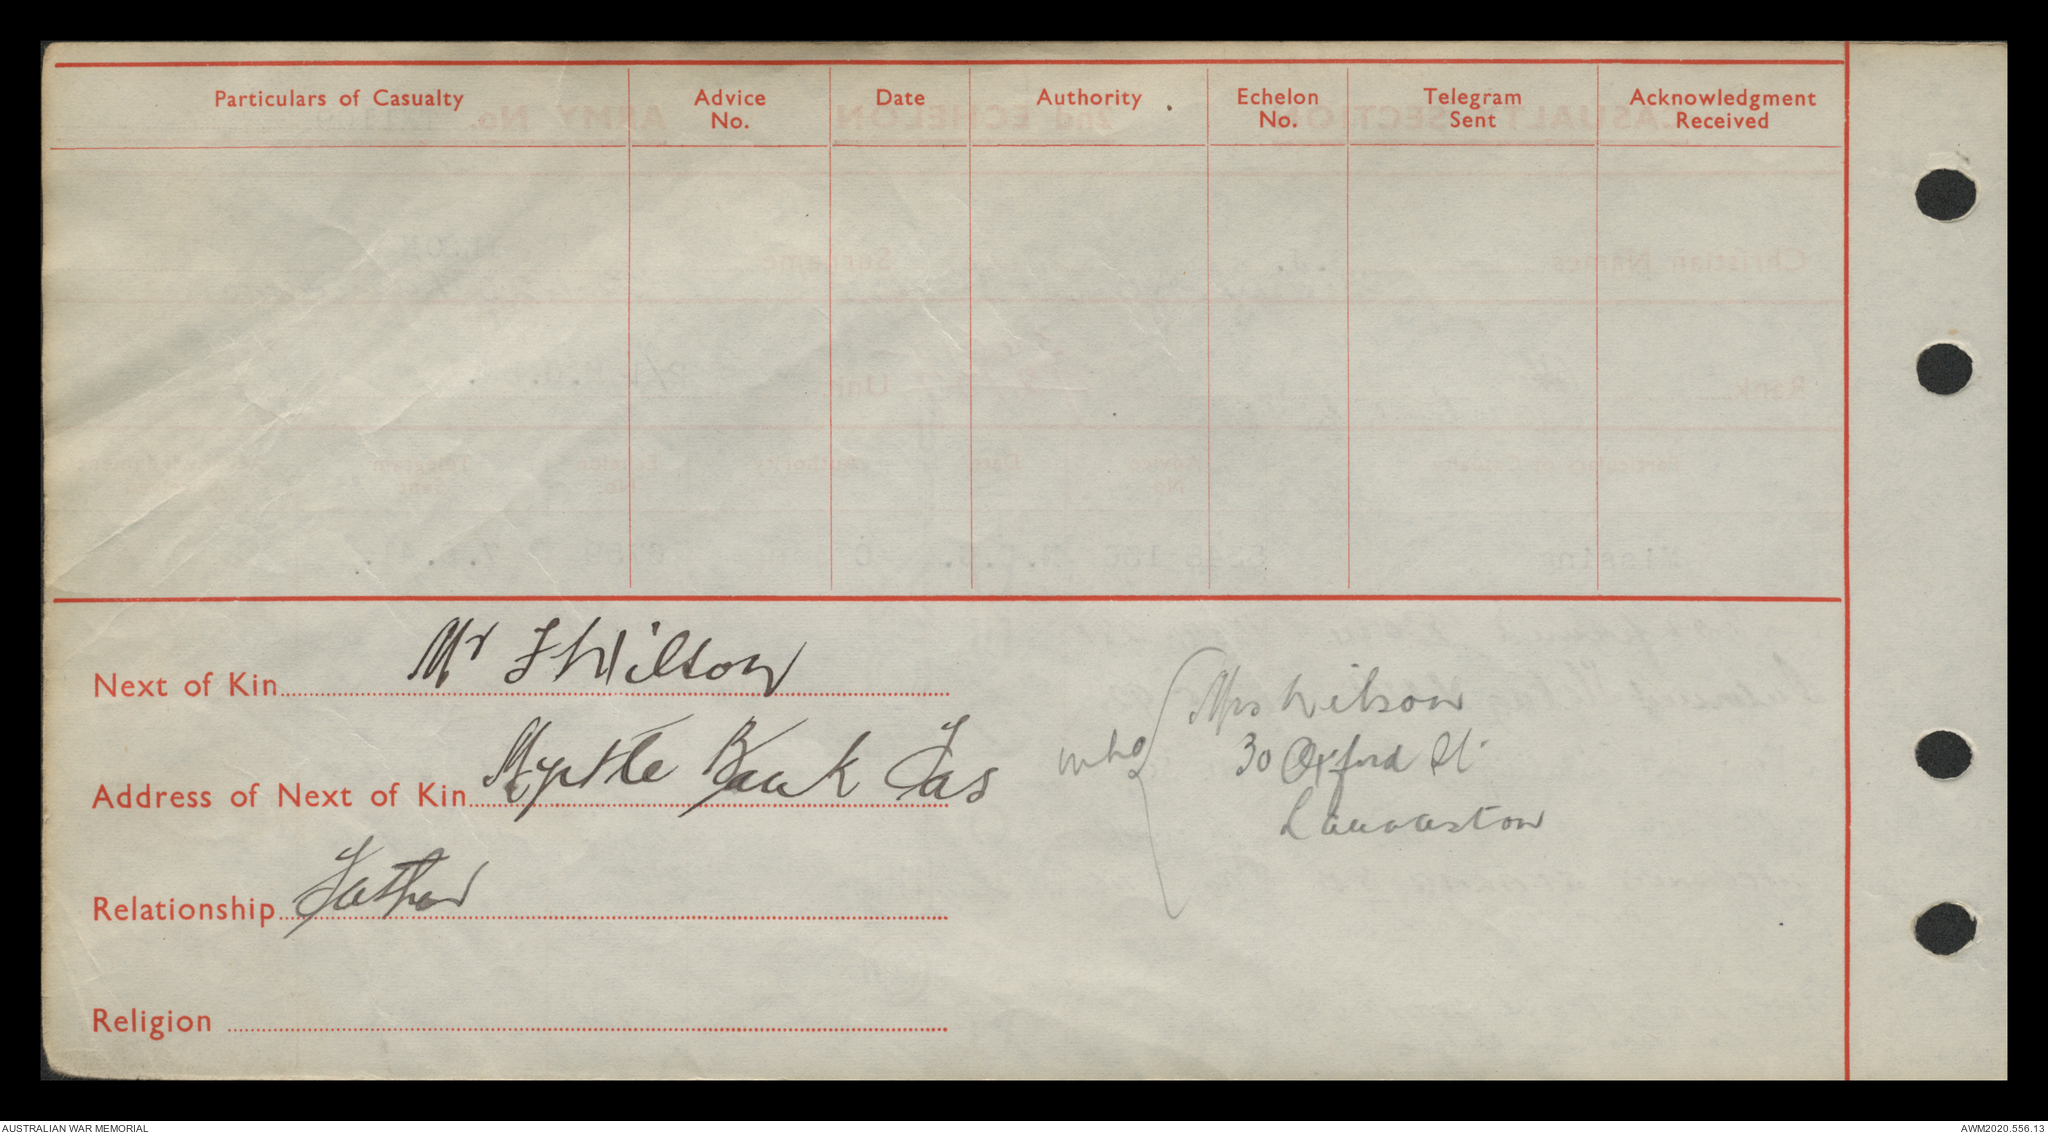 Particulars of Casualty Advice No. Date Authority Echelon No. Telegram Sent Acknowledgment Received
Next of Kin Mr F Wilson
Address of Next of Kin Myrtle Bank Tas
Relationship Father
Religion
Mrs Wilson
30 Oxford St
Launceston
AUSTRALIAN WAR MEMORIAL
AWM2020.556.13